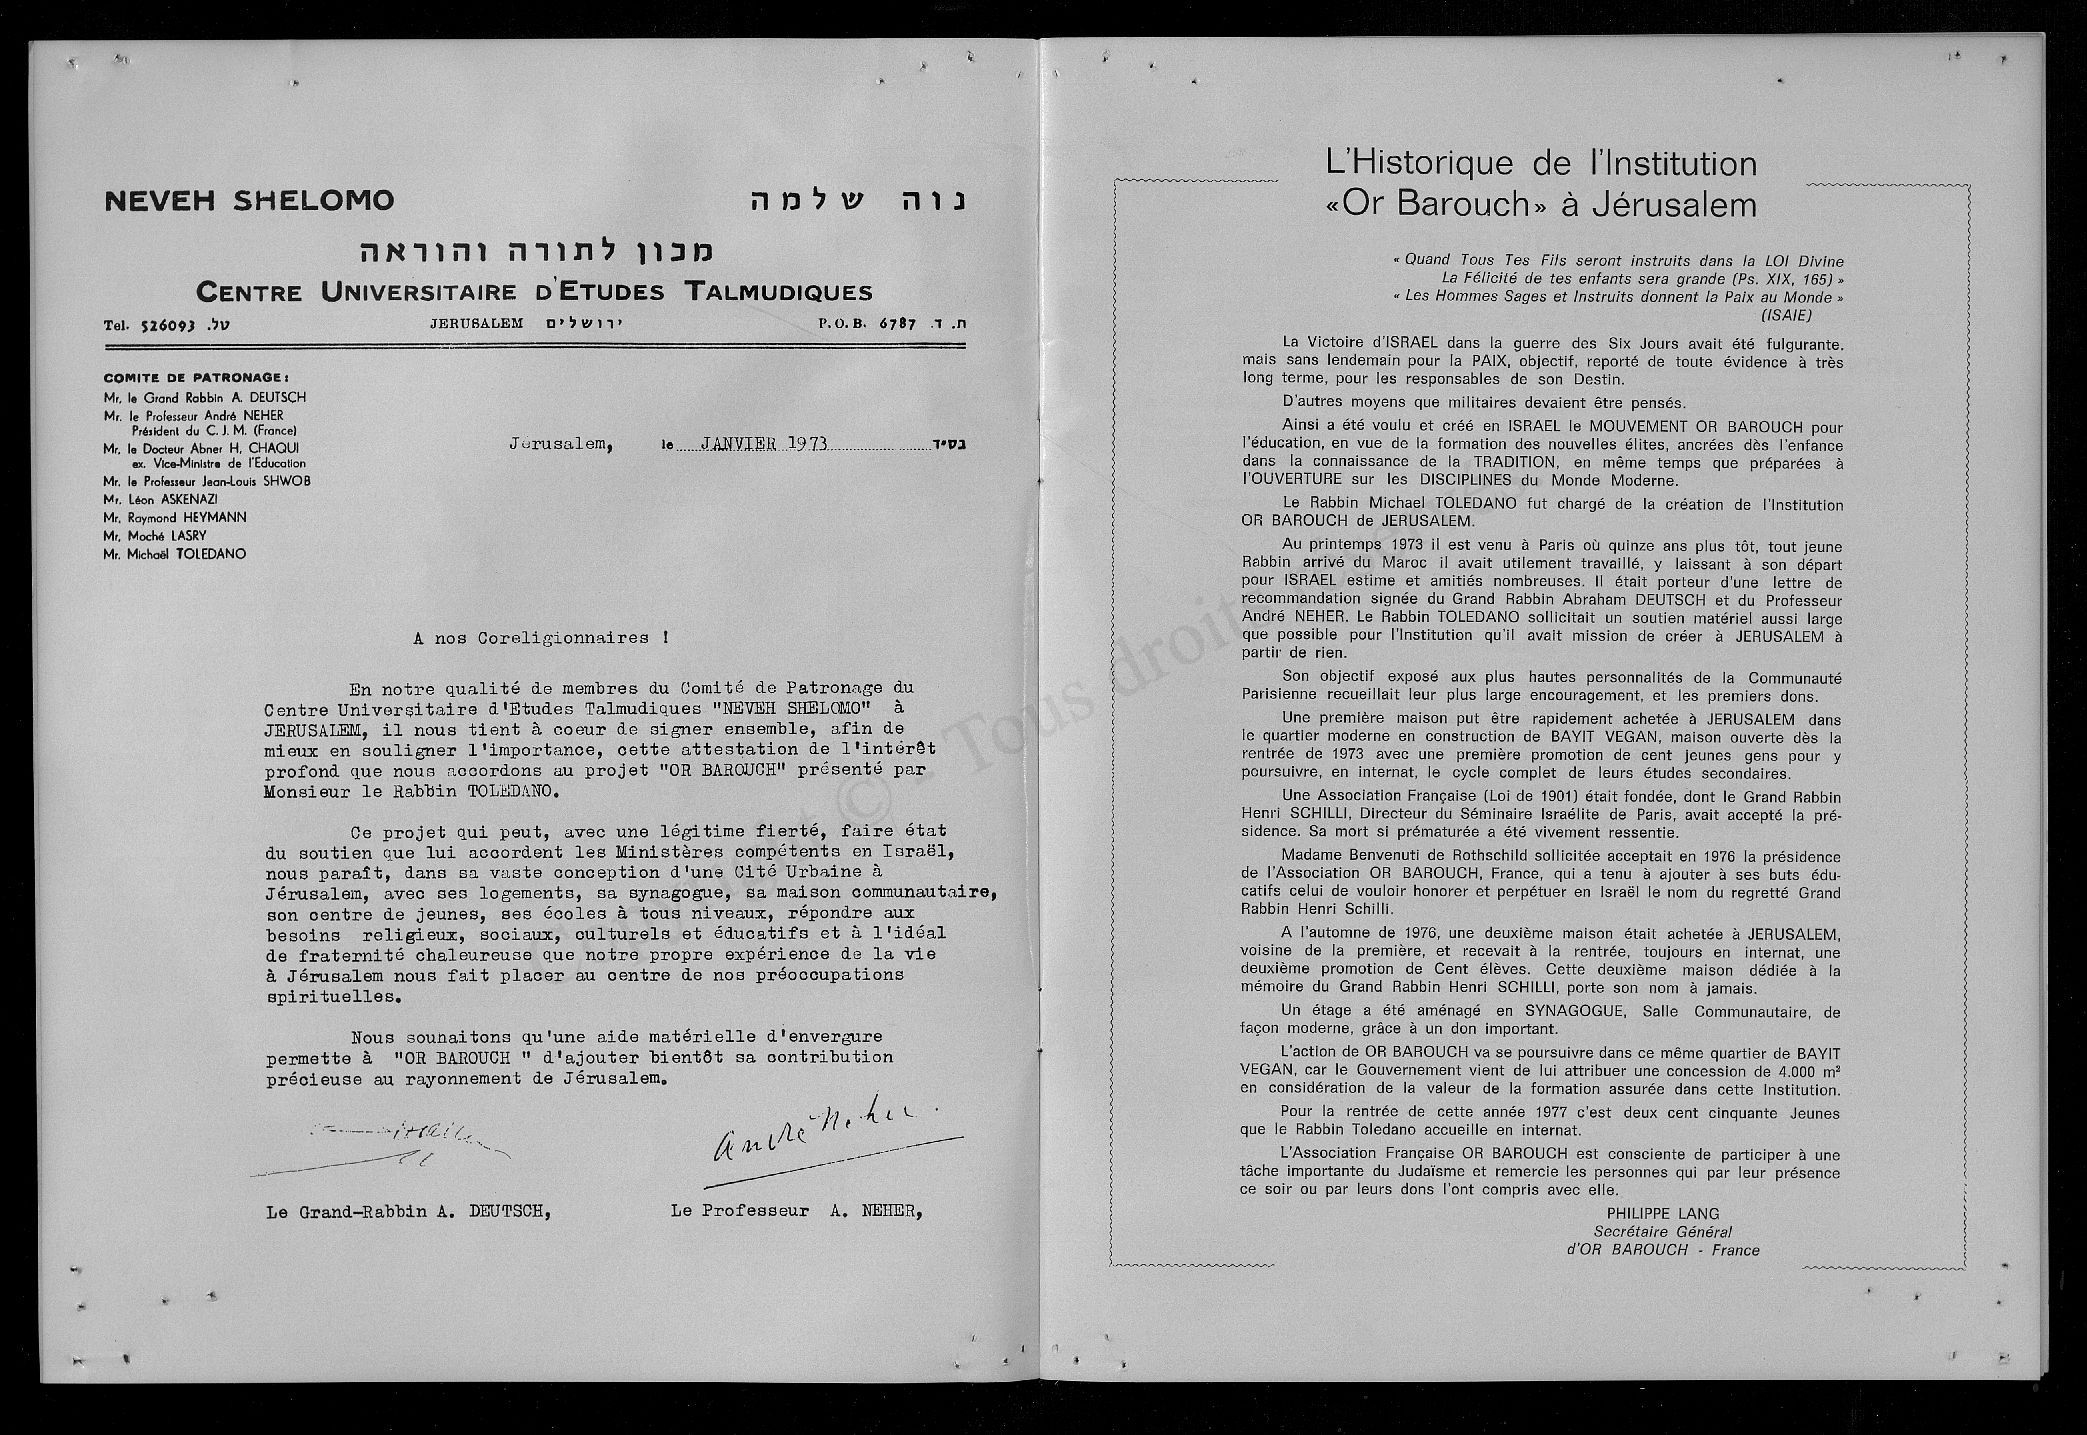 NEVEH SHELOMO נוה שלמה
מכון לתורה והוראה
CENTRE UNIVERSITAIRE D'ETUDES TALMUDIQUES
Tel. 526093 טל. JERUSALEM ירושלים P.O.B. 6787 ת. ד.
COMITE DE PATRONAGE:
Mr. le Grand Rabbin A. DEUTSCH
Mr. le Professeur André NEHER
Président du C.J.M. (France)
Mr. le Docteur Abner H. CHAQUI
ex. Vice-Ministre de l'Education
Mr. le Professeur Jean-Louis SHWOB
Mr. Léon ASKENAZI
Mr. Raymond HEYMANN
Mr. Moché LASRY
Mr. Michaël TOLEDANO
Jerusalem, le JANVIER 1973 בס״ד
A nos Coreligionnaires !
En notre qualité de membres du Comité de Patronage du
Centre Universitaire d'Etudes Talmudiques "NEVEH SHELOMO" à
JERUSALEM, il nous tient à coeur de signer ensemble, afin de
mieux en souligner l'importance, cette attestation de l'intérêt
profond que nous accordons au projet "OR BAROUCH" présenté par
Monsieur le Rabbin TOLEDANO.
Ce projet qui peut, avec une légitime fierté, faire état
du soutien que lui accordent les Ministères compétents en Israël,
nous paraît, dans sa vaste conception d'une Cité Urbaine à
Jérusalem, avec ses logements, sa synagogue, sa maison communautaire,
son centre de jeunes, ses écoles à tous niveaux, répondre aux
besoins religieux, sociaux, culturels et éducatifs et à l'idéal
de fraternité chaleureuse que notre propre expérience de la vie
à Jérusalem nous fait placer au centre de nos préoccupations
spirituelles.
Nous souhaitons qu'une aide matérielle d'envergure
permette à "OR BAROUCH " d'ajouter bientôt sa contribution
précieuse au rayonnement de Jérusalem.
André Neher
Le Grand-Rabbin A. DEUTSCH, Le Professeur A. NEHER,
L'Historique de l'Institution
«Or Barouch» à Jérusalem
« Quand Tous Tes Fils seront instruits dans la LOI Divine
La Félicité de tes enfants sera grande (Ps. XIX, 165) »
« Les Hommes Sages et Instruits donnent la Paix au Monde »
(ISAIE)
La Victoire d'ISRAEL dans la guerre des Six Jours avait été fulgurante,
mais sans lendemain pour la PAIX, objectif, reporté de toute évidence à très
long terme, pour les responsables de son Destin.
D'autres moyens que militaires devaient être pensés.
Ainsi a été voulu et créé en ISRAEL le MOUVEMENT OR BAROUCH pour
l'éducation, en vue de la formation des nouvelles élites, ancrées dès l'enfance
dans la connaissance de la TRADITION, en même temps que préparées à
l'OUVERTURE sur les DISCIPLINES du Monde Moderne.
Le Rabbin Michael TOLEDANO fut chargé de la création de l'Institution
OR BAROUCH de JERUSALEM.
Au printemps 1973 il est venu à Paris où quinze ans plus tôt, tout jeune
Rabbin arrivé du Maroc il avait utilement travaillé, y laissant à son départ
pour ISRAEL estime et amitiés nombreuses. Il était porteur d'une lettre de
recommandation signée du Grand Rabbin Abraham DEUTSCH et du Professeur
André NEHER. Le Rabbin TOLEDANO sollicitait un soutien matériel aussi large
que possible pour l'Institution qu'il avait mission de créer à JERUSALEM à
partir de rien.
Son objectif exposé aux plus hautes personnalités de la Communauté
Parisienne recueillait leur plus large encouragement, et les premiers dons.
Une première maison put être rapidement achetée à JERUSALEM dans
le quartier moderne en construction de BAYIT VEGAN, maison ouverte dès la
rentrée de 1973 avec une première promotion de cent jeunes gens pour y
poursuivre, en internat, le cycle complet de leurs études secondaires.
Une Association Française (Loi de 1901) était fondée, dont le Grand Rabbin
Henri SCHILLI, Directeur du Séminaire Israélite de Paris, avait accepté la pré-
sidence. Sa mort si prématurée a été vivement ressentie.
Madame Benvenuti de Rothschild sollicitée acceptait en 1976 la présidence
de l'Association OR BAROUCH, France, qui a tenu à ajouter à ses buts édu-
catifs celui de vouloir honorer et perpétuer en Israël le nom du regretté Grand
Rabbin Henri Schilli.
A l'automne de 1976, une deuxième maison était achetée à JERUSALEM,
voisine de la première, et recevait à la rentrée, toujours en internat, une
deuxième promotion de Cent élèves. Cette deuxième maison dédiée à la
mémoire du Grand Rabbin Henri SCHILLI, porte son nom à jamais.
Un étage a été aménagé en SYNAGOGUE, Salle Communautaire, de
façon moderne, grâce à un don important.
L'action de OR BAROUCH va se poursuivre dans ce même quartier de BAYIT
VEGAN, car le Gouvernement vient de lui attribuer une concession de 4.000 m²
en considération de la valeur de la formation assurée dans cette Institution.
Pour la rentrée de cette année 1977 c'est deux cent cinquante Jeunes
que le Rabbin Toledano accueille en internat.
L'Association Française OR BAROUCH est consciente de participer à une
tâche importante du Judaïsme et remercie les personnes qui par leur présence
ce soir ou par leurs dons l'ont compris avec elle.
PHILIPPE LANG
Secrétaire Général
d'OR BAROUCH - France
© Tous droits